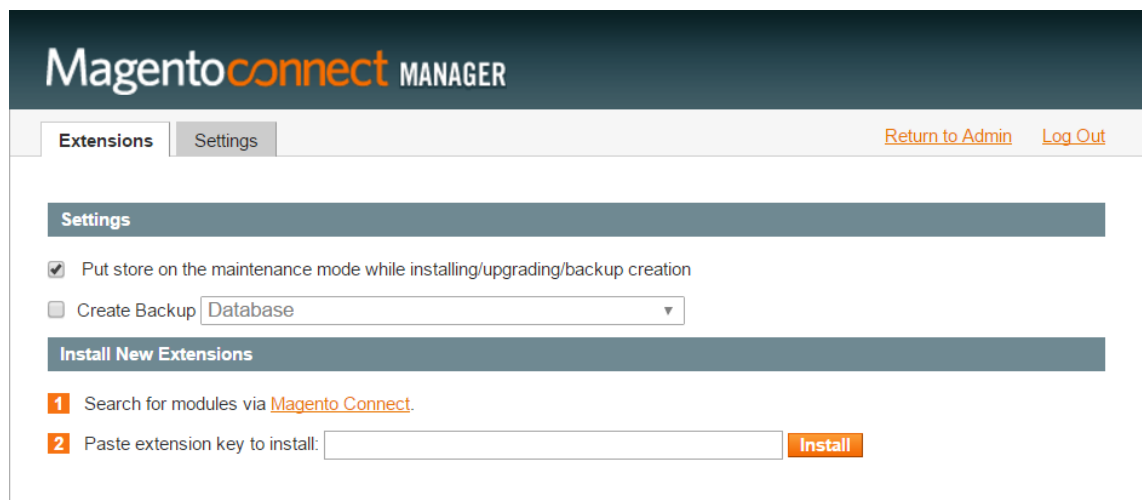 Magentoconnect MANAGER
Extensions Settings Return to Admin Log Out
Settings
Put store on the maintenance mode while installing/upgrading/backup creation
Create Backup Database
Install New Extensions
1 Search for modules via Magento Connect.
2 Paste extension key to install: Install